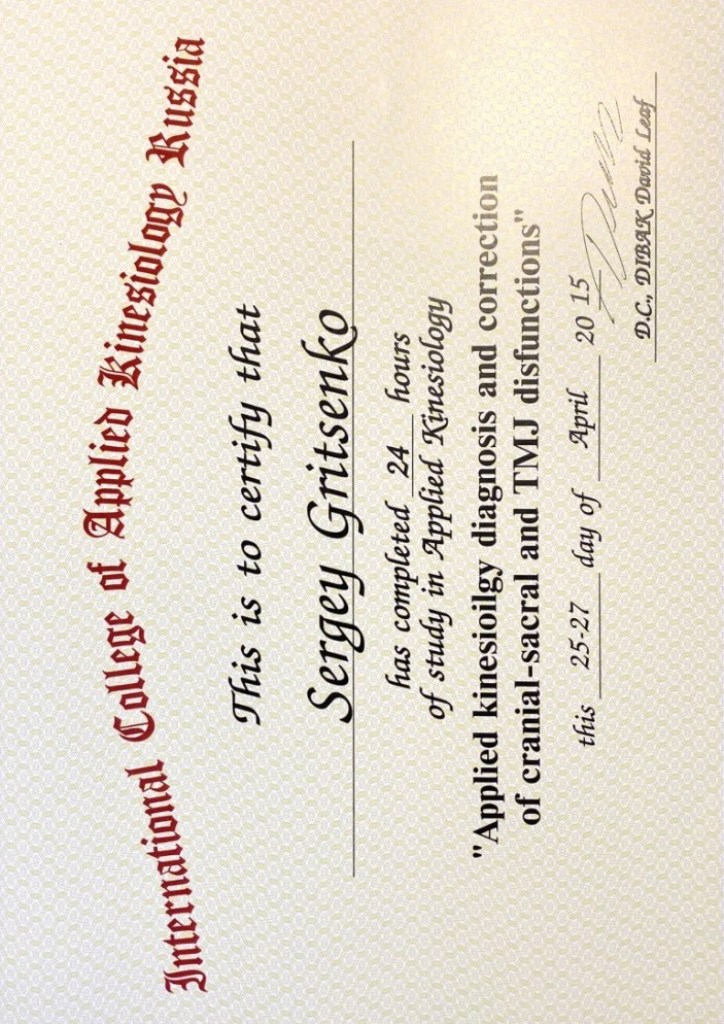 International College of Applied Kinesiology Russia
This is to certify that
Sergey Gritsenko
has completed 24 hours
of study in Applied Kinesiology
"Applied kinesioilgy diagnosis and correction
of cranial-sacral and TMJ disfunctions"
this 25-27 day of April 20 15
D.C., DIBAK David Leaf